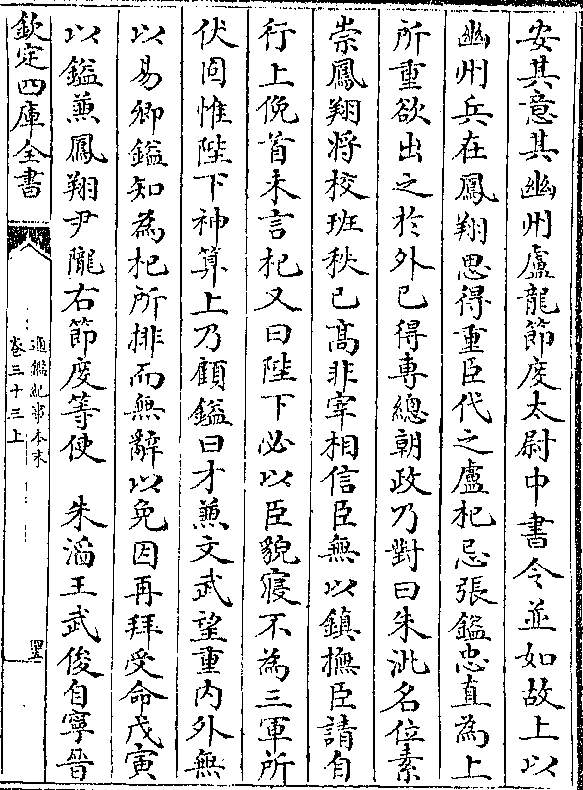 安其意其幽州盧龍節度太尉中書令並如故上以
幽州兵在鳳翔思得重臣代之盧杞忌張鎰忠直為上
所重欲出之於外已得專總朝政乃對曰朱泚名位素
崇鳳翔將校班秩已髙非宰相信臣無以鎮撫臣請自
行上俛首未言杞又曰陛下必以臣貌寢不為三軍所
伏固惟陛下神算上乃顧鎰曰才兼文武望重内外無
以易卿鎰知為杞所排而無辭以免因再拜受命戊寅
以鎰兼鳳翔尹隴右節度等使　朱滔王武俊自寧晉
欽定四庫全書
通鑑紀事本末
卷三十三上